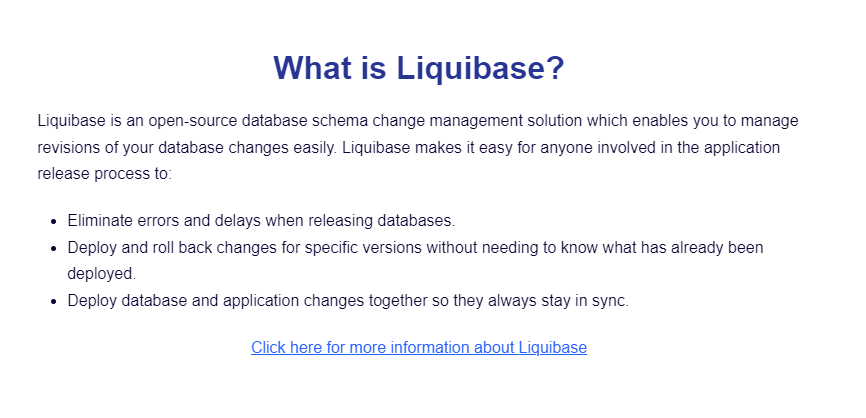 What is Liquibase?
Liquibase is an open-source database schema change management solution which enables you to manage
revisions of your database changes easily. Liquibase makes it easy for anyone involved in the application
release process to:
• Eliminate errors and delays when releasing databases.
• Deploy and roll back changes for specific versions without needing to know what has already been
deployed.
• Deploy database and application changes together so they always stay in sync.
Click here for more information about Liquibase